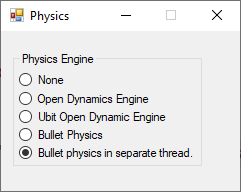 Physics
Physics Engine
None
Open Dynamics Engine
Ubit Open Dynamic Engine
Bullet Physics
Bullet physics in separate thread.